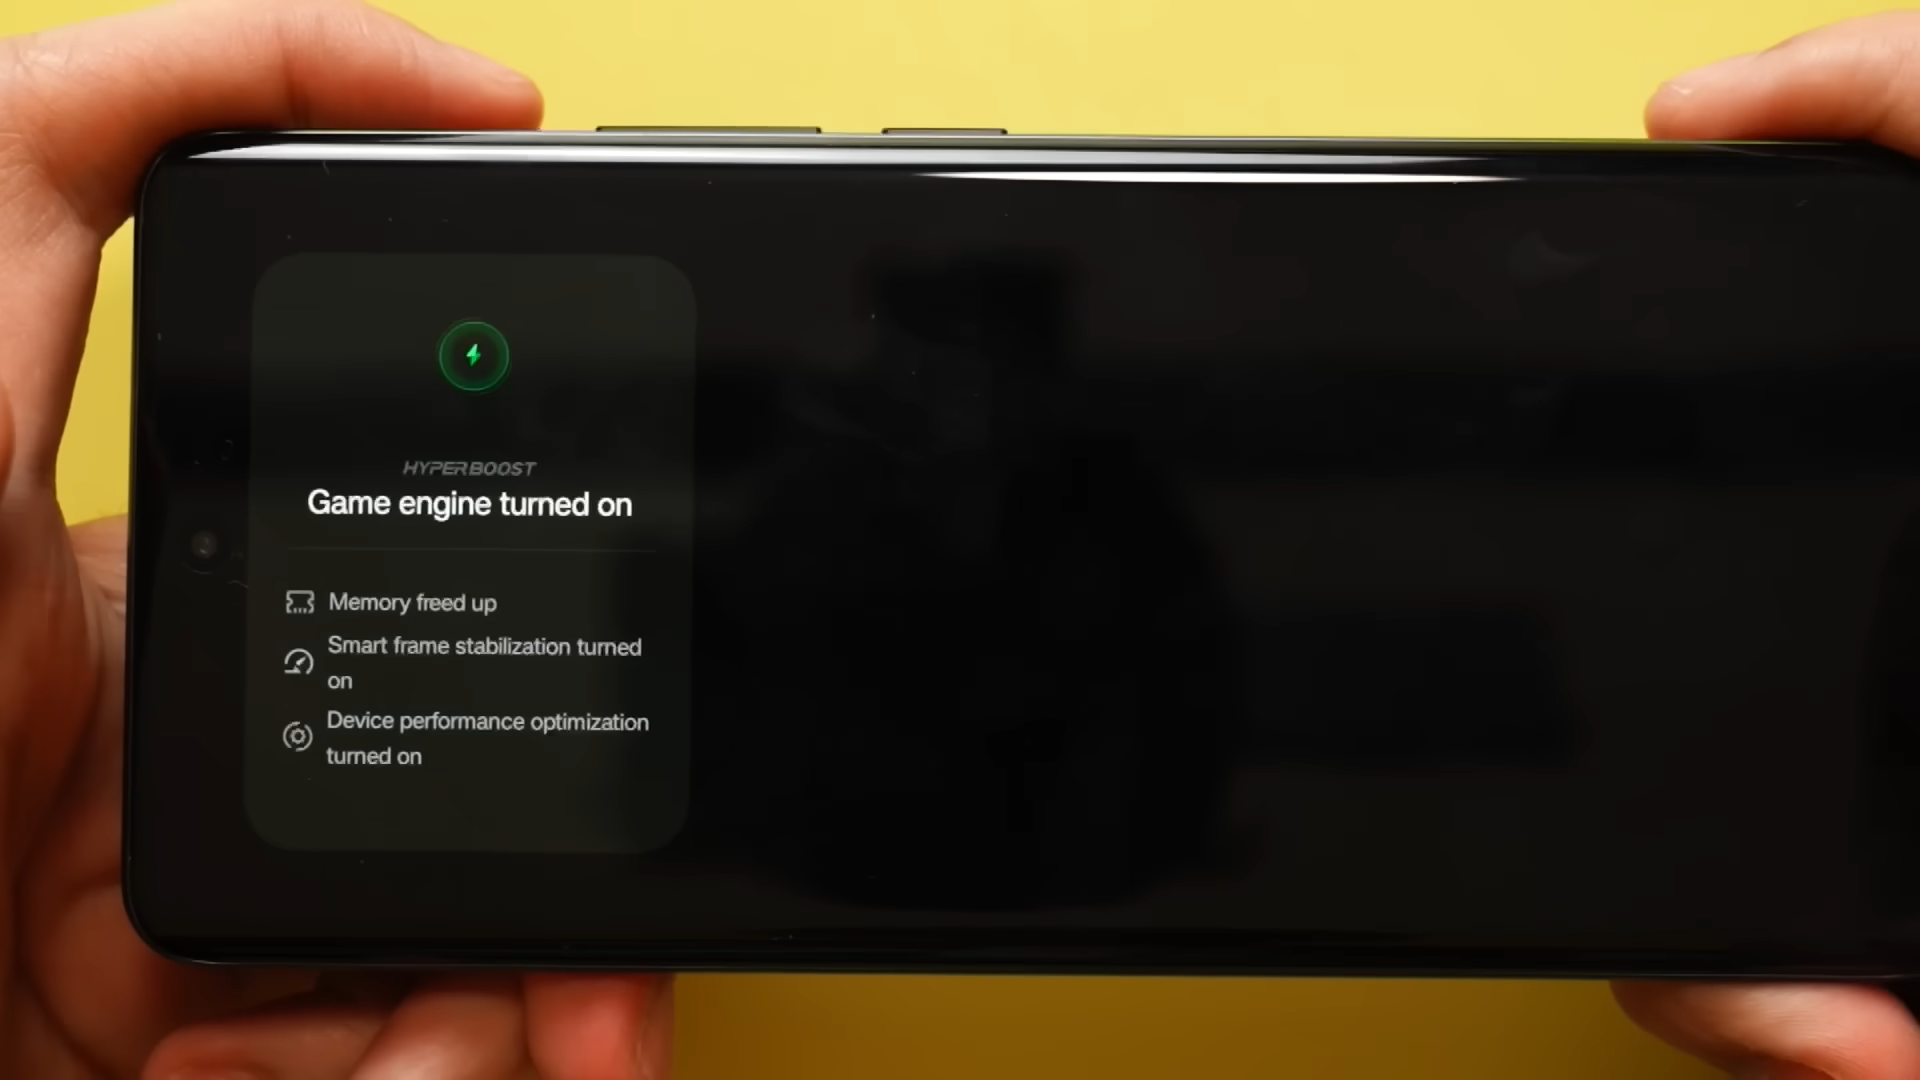 HYPERBOOST
Game engine turned on
Memory freed up
Smart frame stabilization turned
on
Device performance optimization
turned on